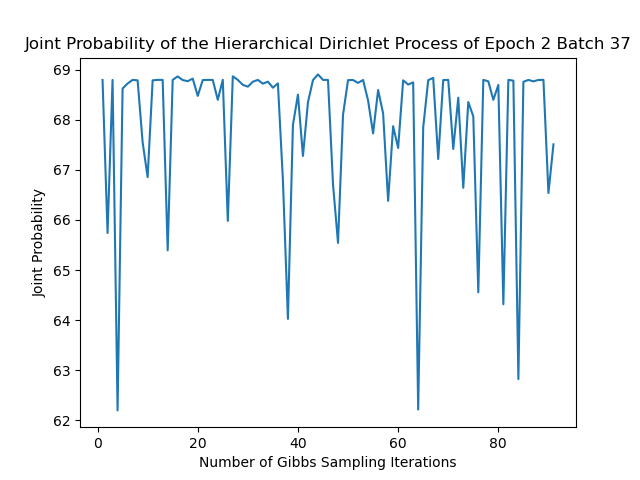 Joint Probability of the Hierarchical Dirichlet Process of Epoch 2 Batch 37
69
68
67
66
65
64
63
62
Joint Probability
0 20 40 60 80
Number of Gibbs Sampling Iterations